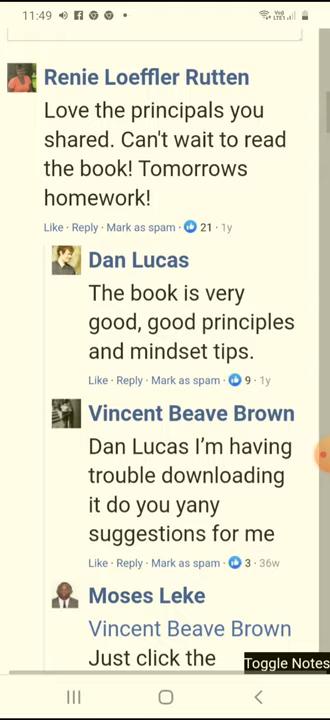 11:49
Renie Loeffler Rutten
Love the principals you
shared. Can't wait to read
the book! Tomorrows
homework!
Like · Reply · Mark as spam · 21 · 1y
Dan Lucas
The book is very
good, good principles
and mindset tips.
Like · Reply · Mark as spam · 9 · 1y
Vincent Beave Brown
Dan Lucas I’m having
trouble downloading
it do you yany
suggestions for me
Like · Reply · Mark as spam · 3 · 36w
Moses Leke
Vincent Beave Brown
Just click the
Toggle Notes